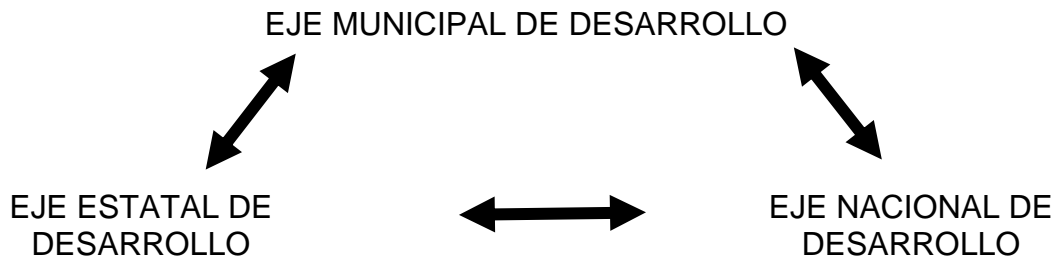 EJE MUNICIPAL DE DESARROLLO
EJE ESTATAL DE
DESARROLLO
EJE NACIONAL DE
DESARROLLO